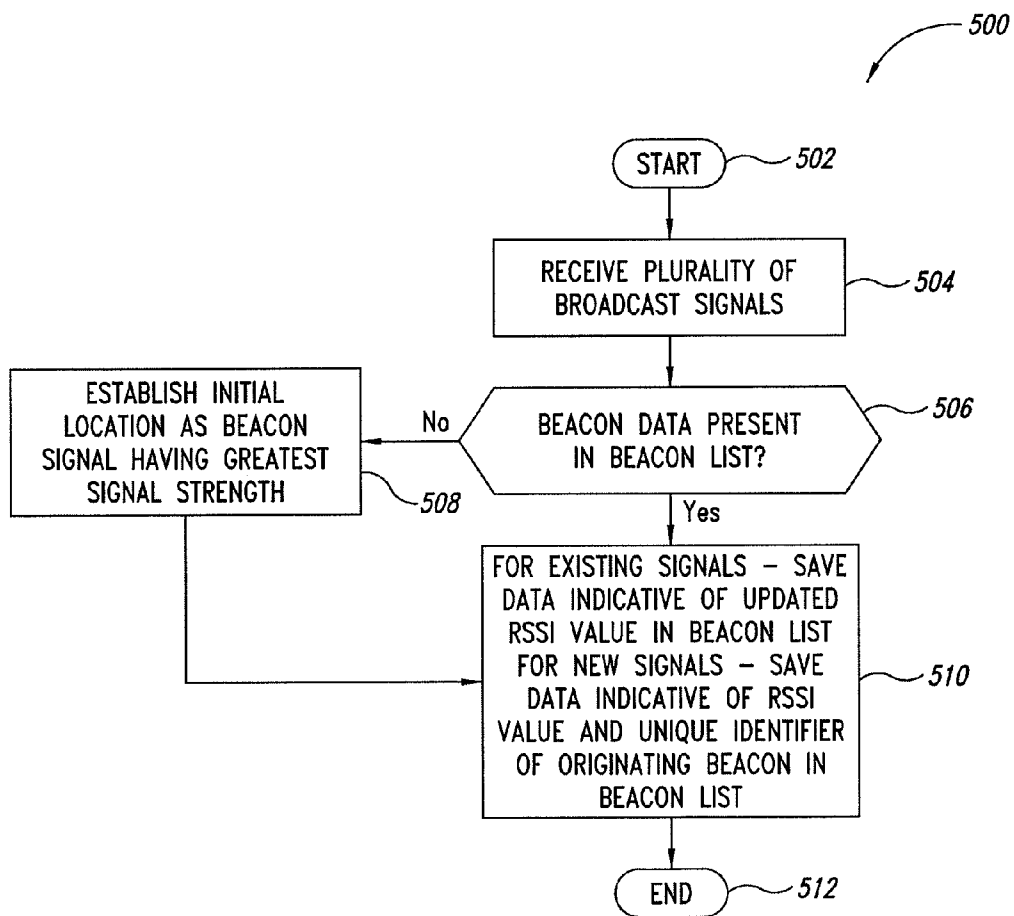 500
START
502
RECEIVE PLURALITY OF
BROADCAST SIGNALS
504
BEACON DATA PRESENT
IN BEACON LIST?
506
No
ESTABLISH INITIAL
LOCATION AS BEACON
SIGNAL HAVING GREATEST
SIGNAL STRENGTH
508
Yes
FOR EXISTING SIGNALS – SAVE
DATA INDICATIVE OF UPDATED
RSSI VALUE IN BEACON LIST
FOR NEW SIGNALS – SAVE
DATA INDICATIVE OF RSSI
VALUE AND UNIQUE IDENTIFIER
OF ORIGINATING BEACON IN
BEACON LIST
510
END
512